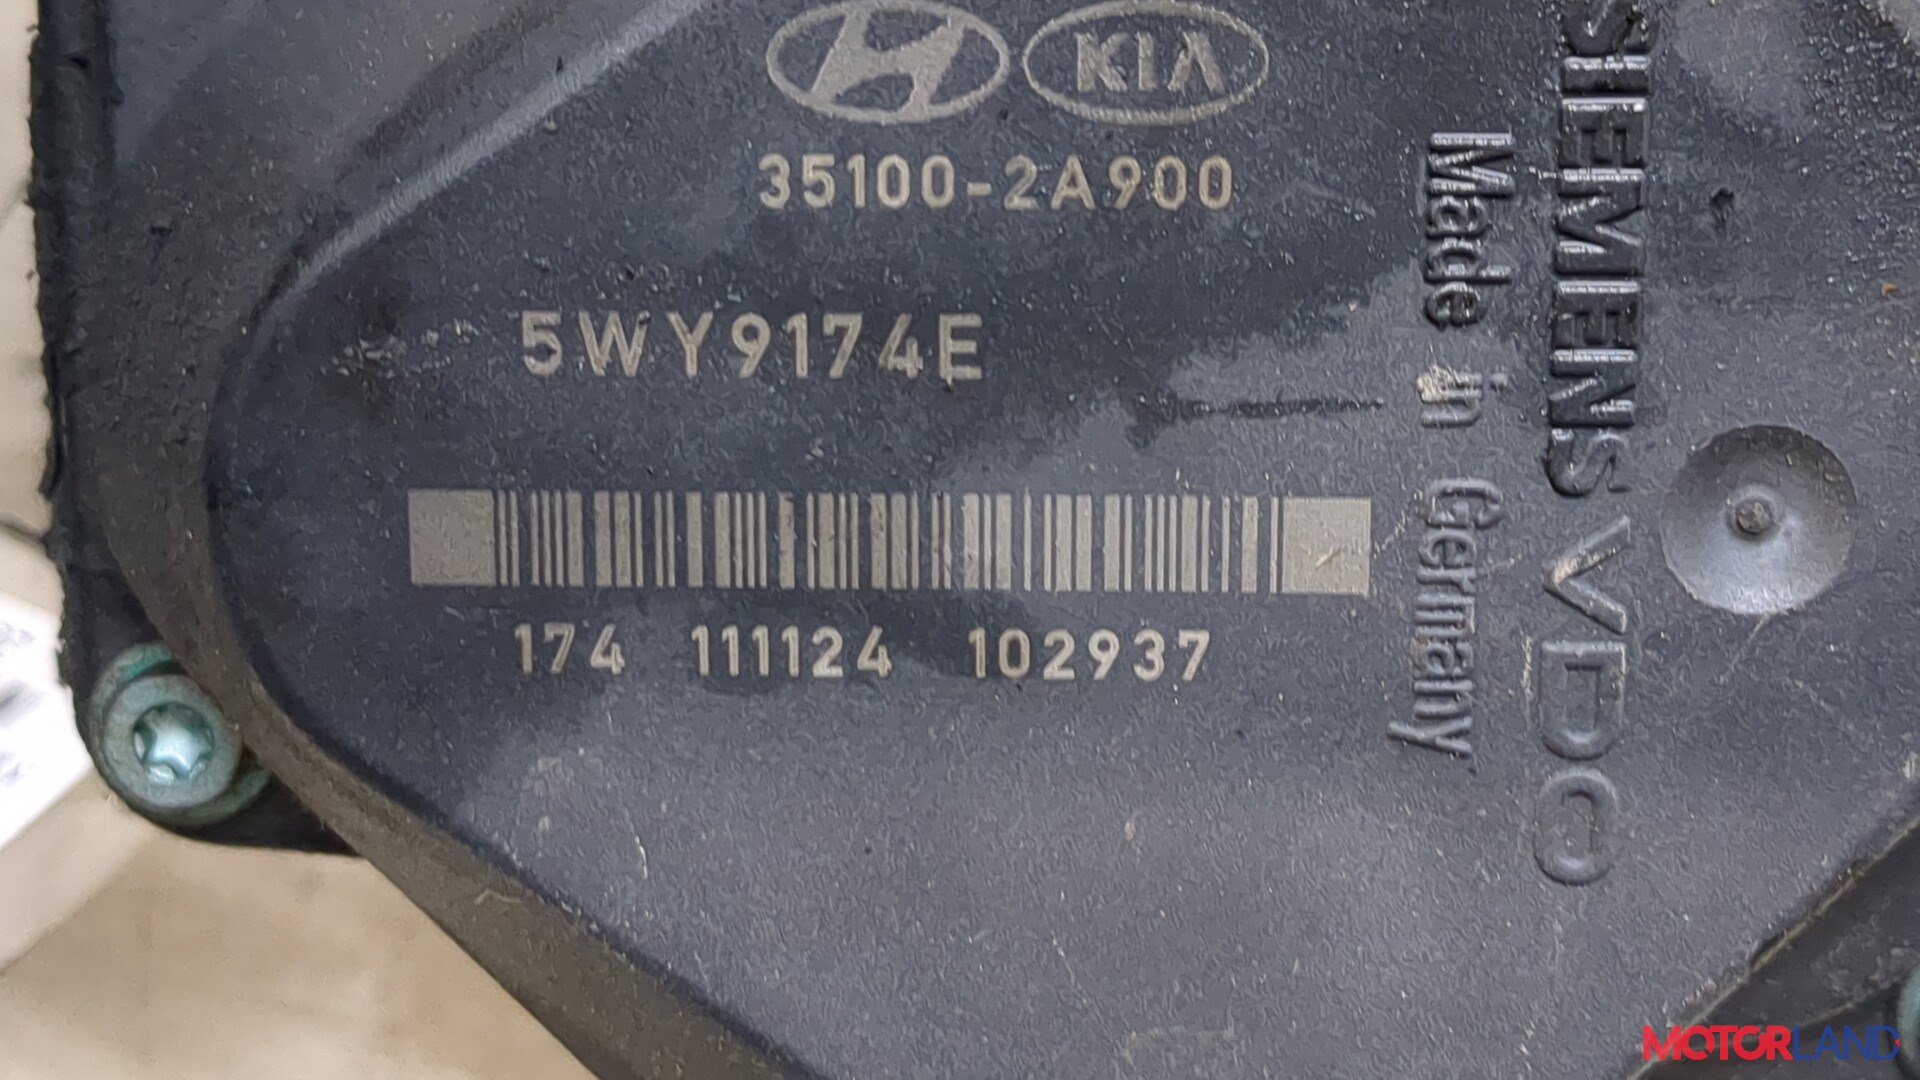 KIA
35100-2A900
5WY9174E
174 111124 102937
SIEMENS VDO
Made in Germany
MOTORLAND